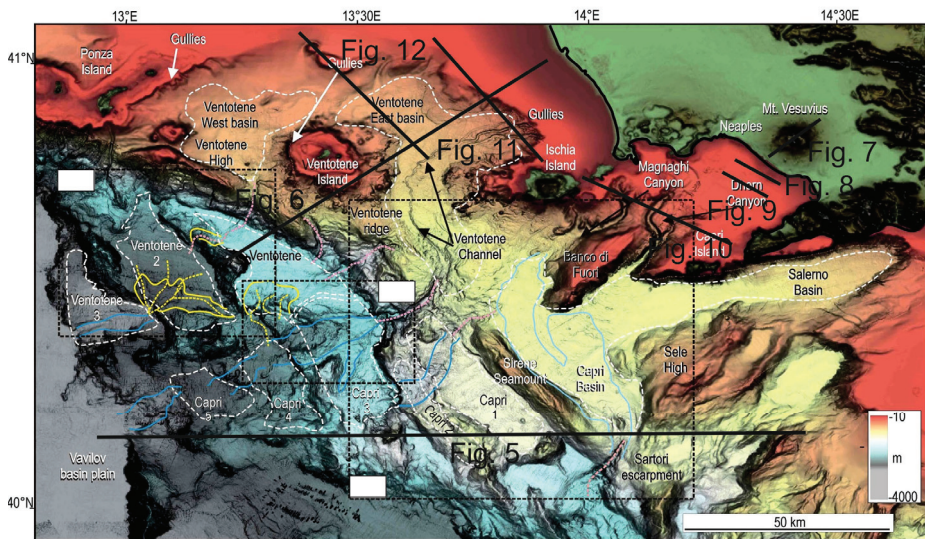 13°E
13°30E
14°E
14°30E
41°N
40°N
Ponza
Island
Gullies
Fig. 12
Gullies
Ventotene
West basin
Ventotene
East basin
Ventotene
High
Ventotene
Island
Fig. 11
Gullies
Ischia
Island
Mt. Vesuvius
Neaples
Fig. 7
Magnaghi
Canyon
Dhorn
Canyon
Fig. 8
Fig. 9
ig. 10
Capri
Island
Fig. 6
Ventotene
ridge
Ventotene
Channel
Ventotene
2
Ventotene
Banco di
Fuori
Salerno
Basin
Ventotene
3
Sirene
Seamount
Capri
Basin
Sele
High
Capri
5
Capri
4
Capri
3
Capri 2
Capri
1
Fig. 5
Vavilov
basin plain
Sartori
escarpment
-10
m
-4000
50 km